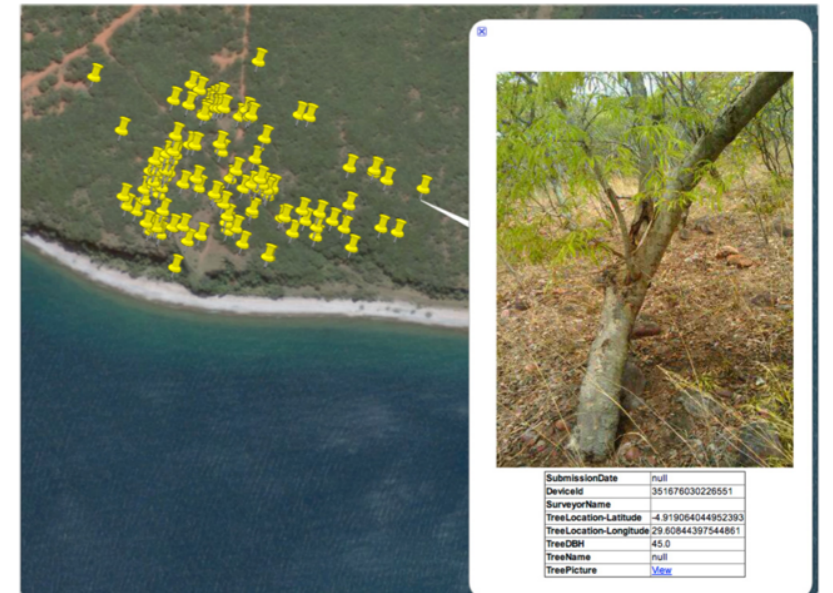 SubmissionDate null
DeviceId 351676030226551
SurveyorName
TreeLocation-Latitude -4.919064044952393
TreeLocation-Longitude 29.60844397544861
TreeDBH 45.0
TreeName null
TreePicture View